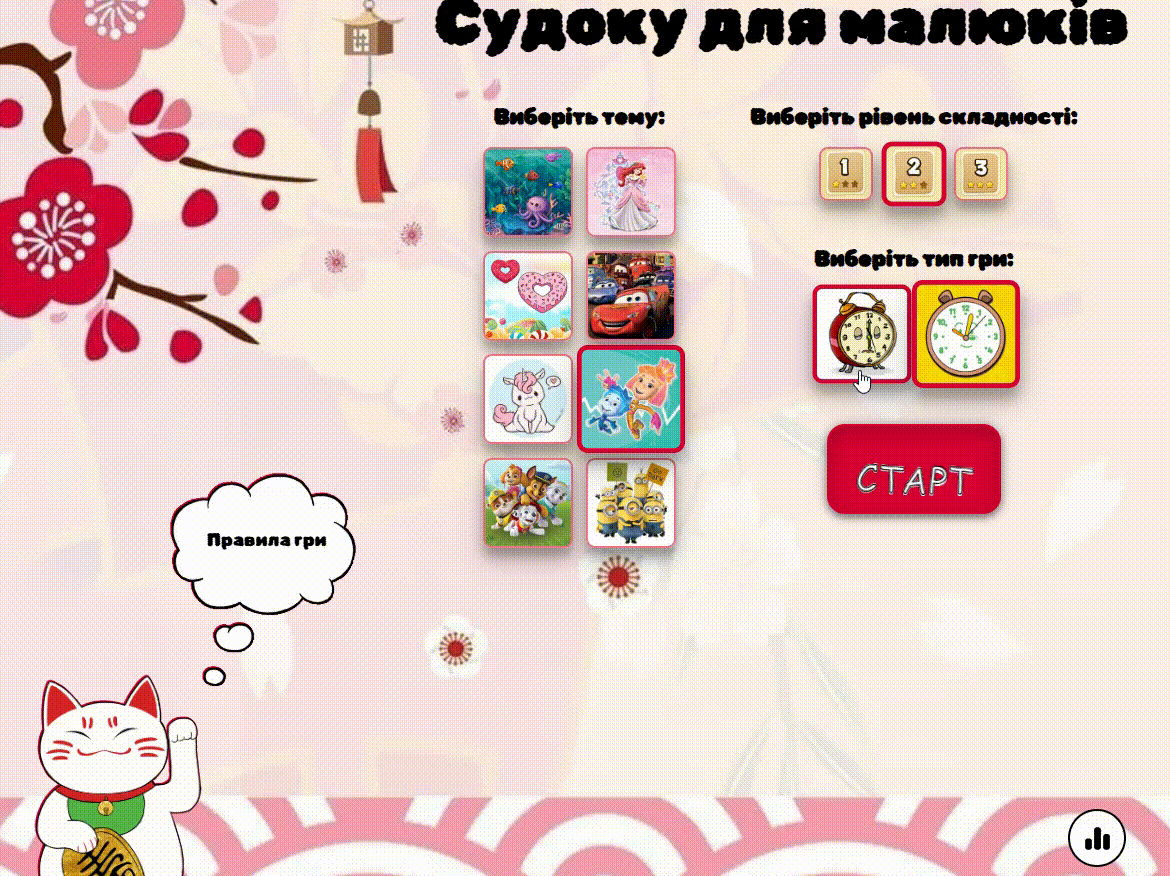 Судоку для малюків
Виберіть тему:
Виберіть рівень складності:
1
2
3
Виберіть тип гри:
СТАРТ
Правила гри